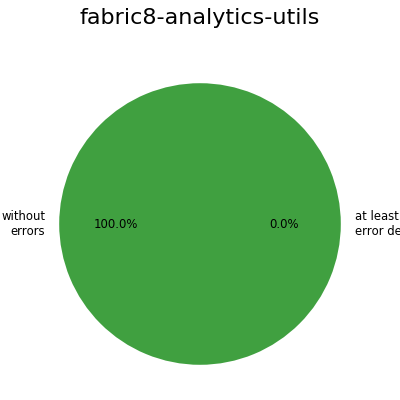 fabric8-analytics-utils
without
errors
100.0%
0.0%
at least
error de